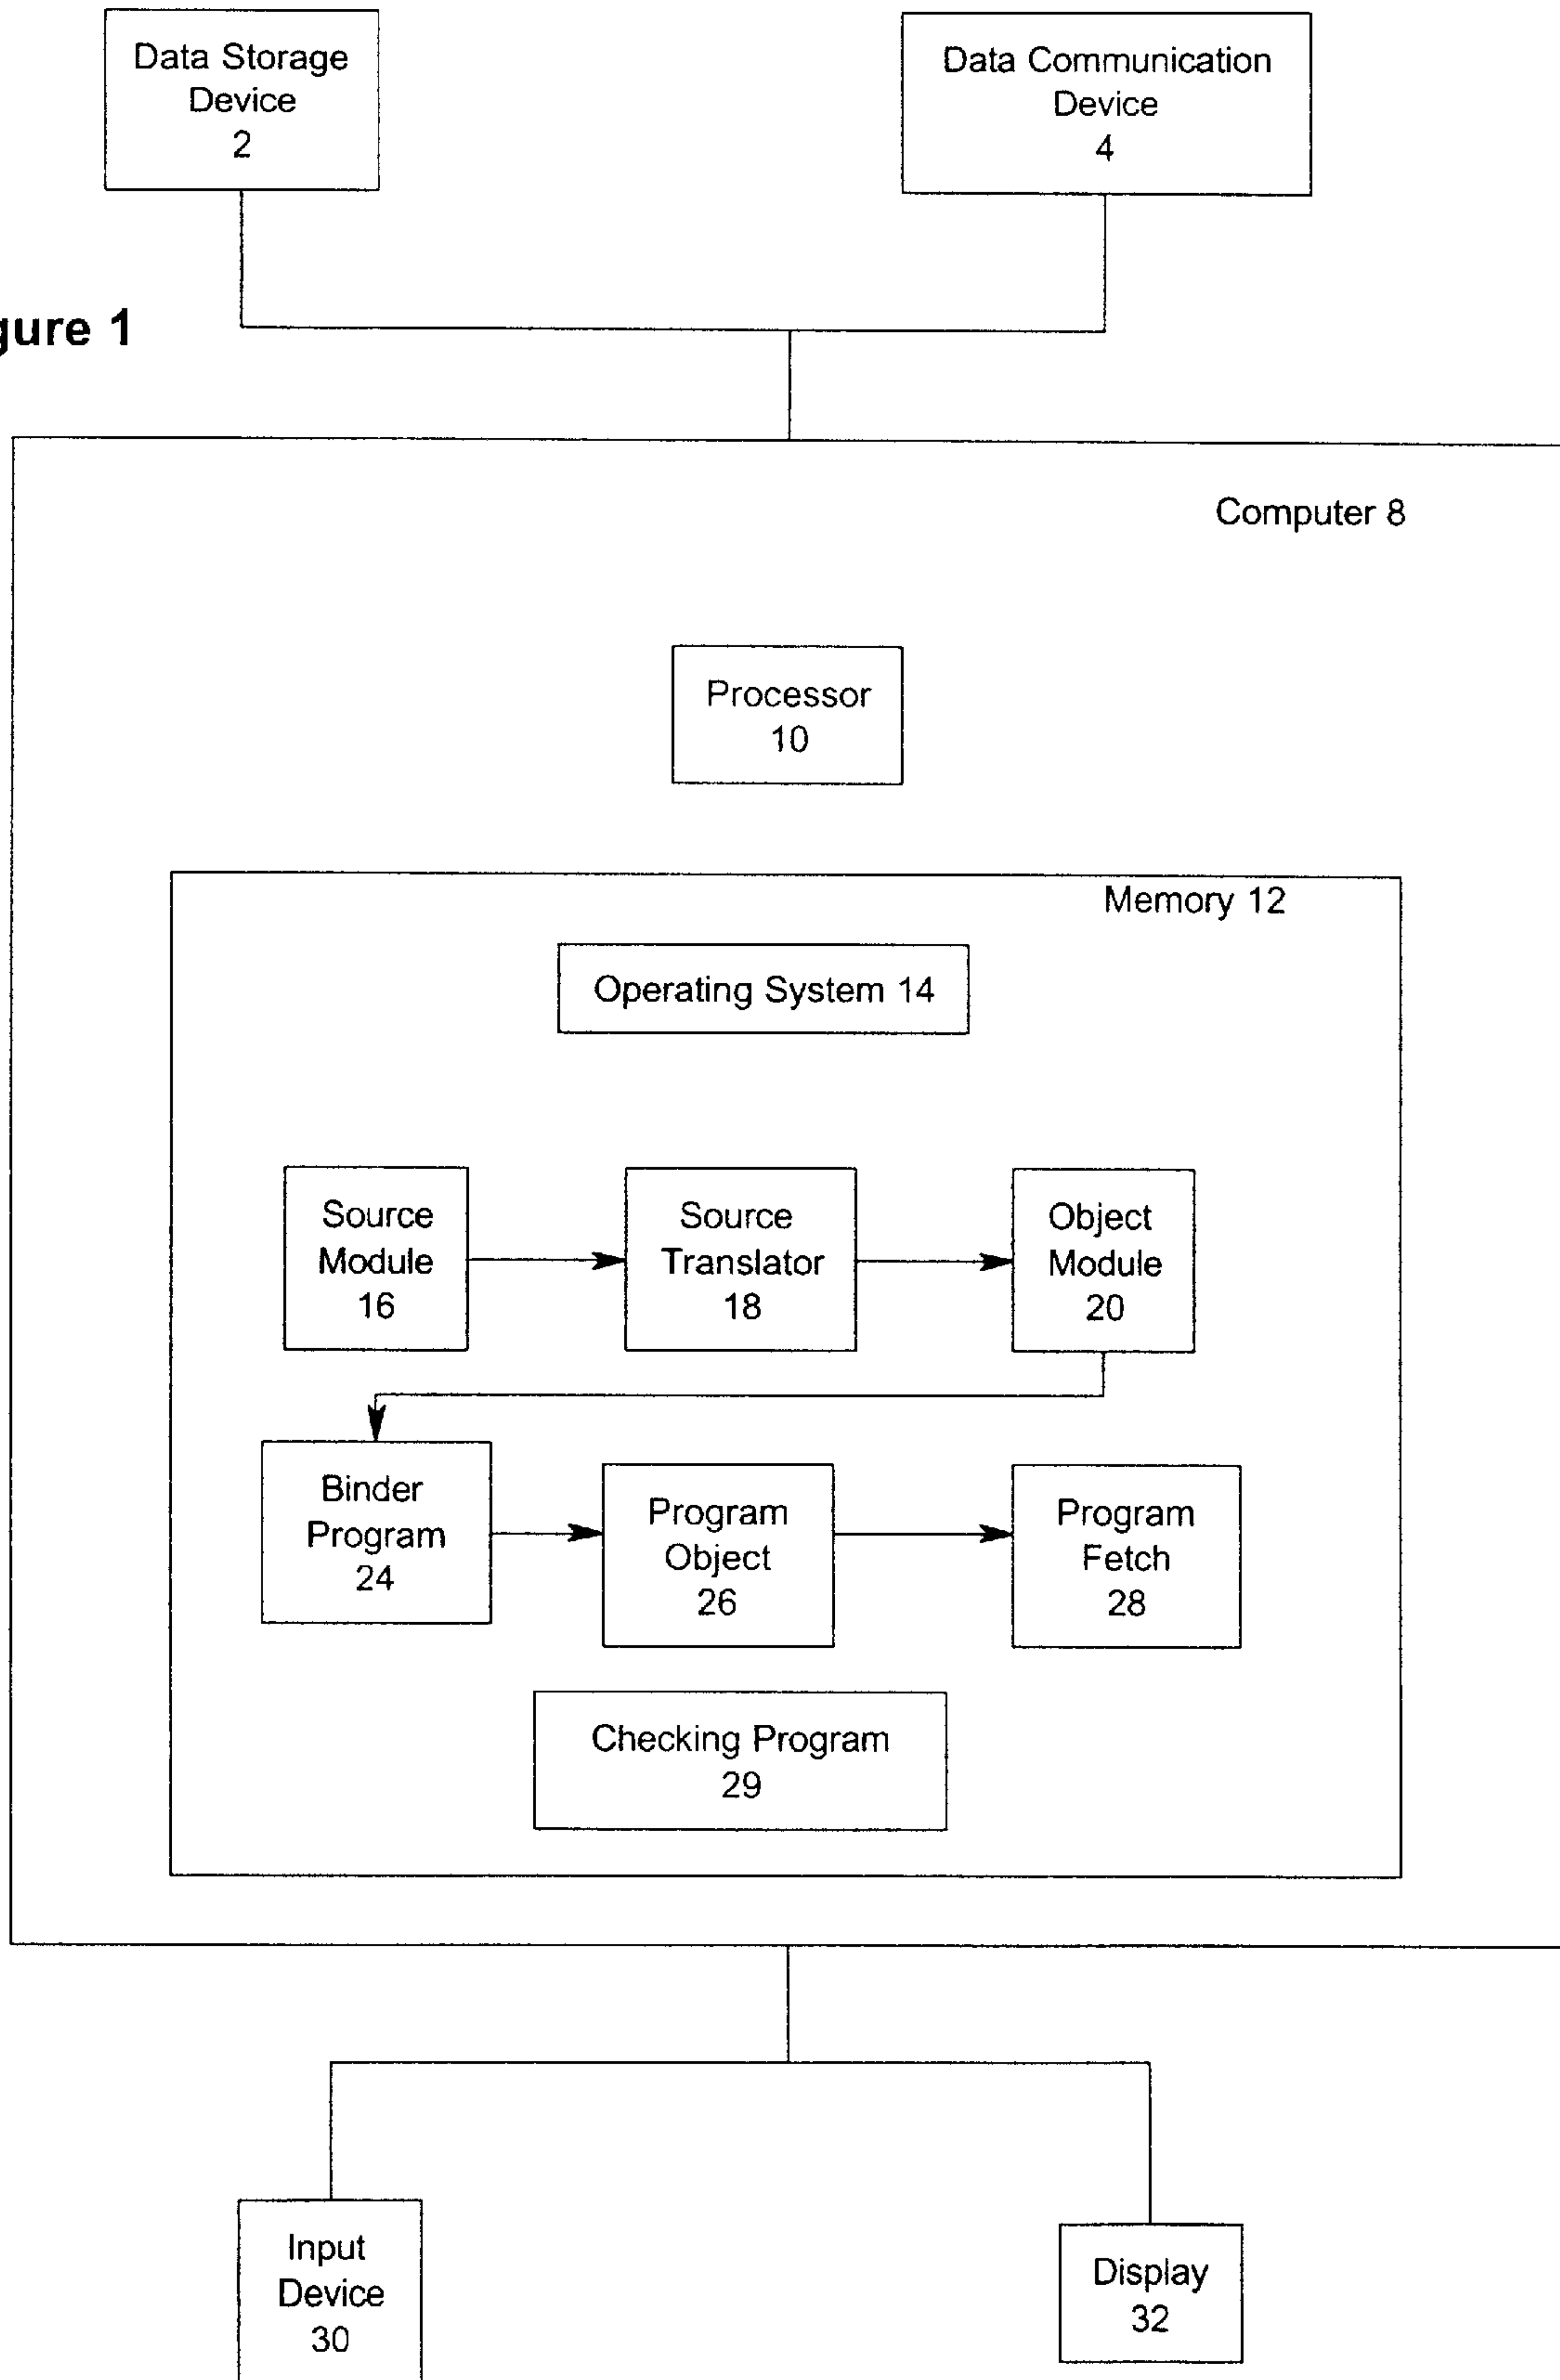 Data Storage
Device
2
Data Communication
Device
4
gure 1
Computer 8
Processor
10
Memory 12
Operating System 14
Source
Module
16
Source
Translator
18
Object
Module
20
Binder
Program
24
Program
Object
26
Program
Fetch
28
Checking Program
29
Input
Device
30
Display
32